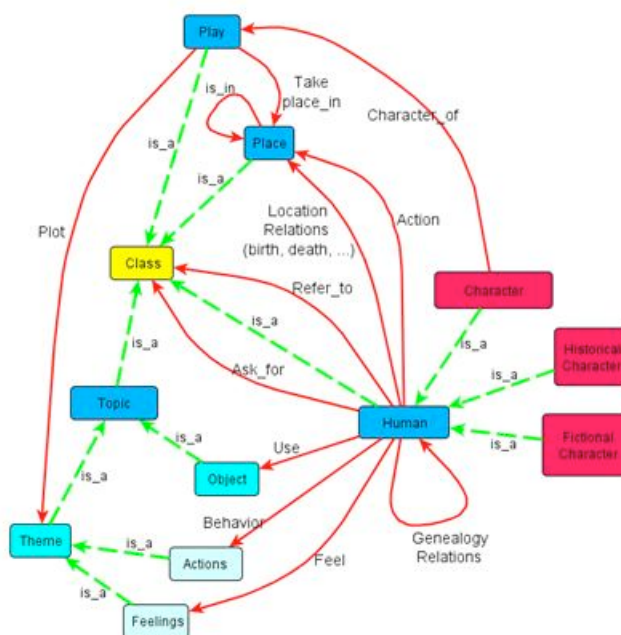 Play
Take
place_in
is_in
Character_of
is_a
Place
is_a
Plot
Location
Relations
(birth, death, ...)
Action
Class
Refer_to
Character
is_a
is_a
Historical
Character
is_a
Ask_for
is_a
Topic
Human
is_a
Fictional
Character
is_a
Use
is_a
Object
Behavior
Genealogy
Relations
Theme
is_a
Actions
Feel
is_a
Feelings